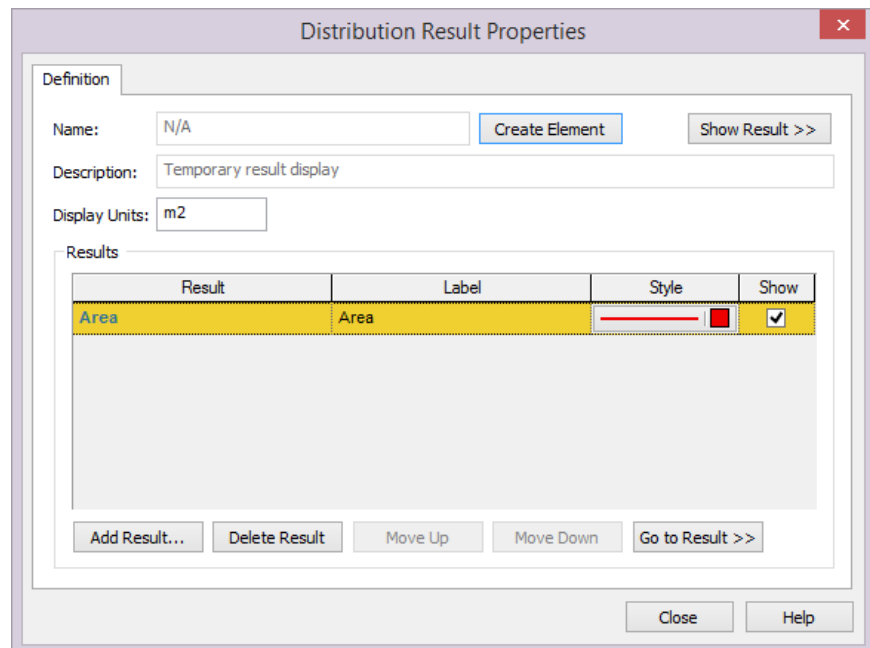 Distribution Result Properties
Definition
Name: N/A Create Element Show Result >>
Description: Temporary result display
Display Units: m2
Results
Result Label Style Show
Area Area
Add Result... Delete Result Move Up Move Down Go to Result >>
Close Help